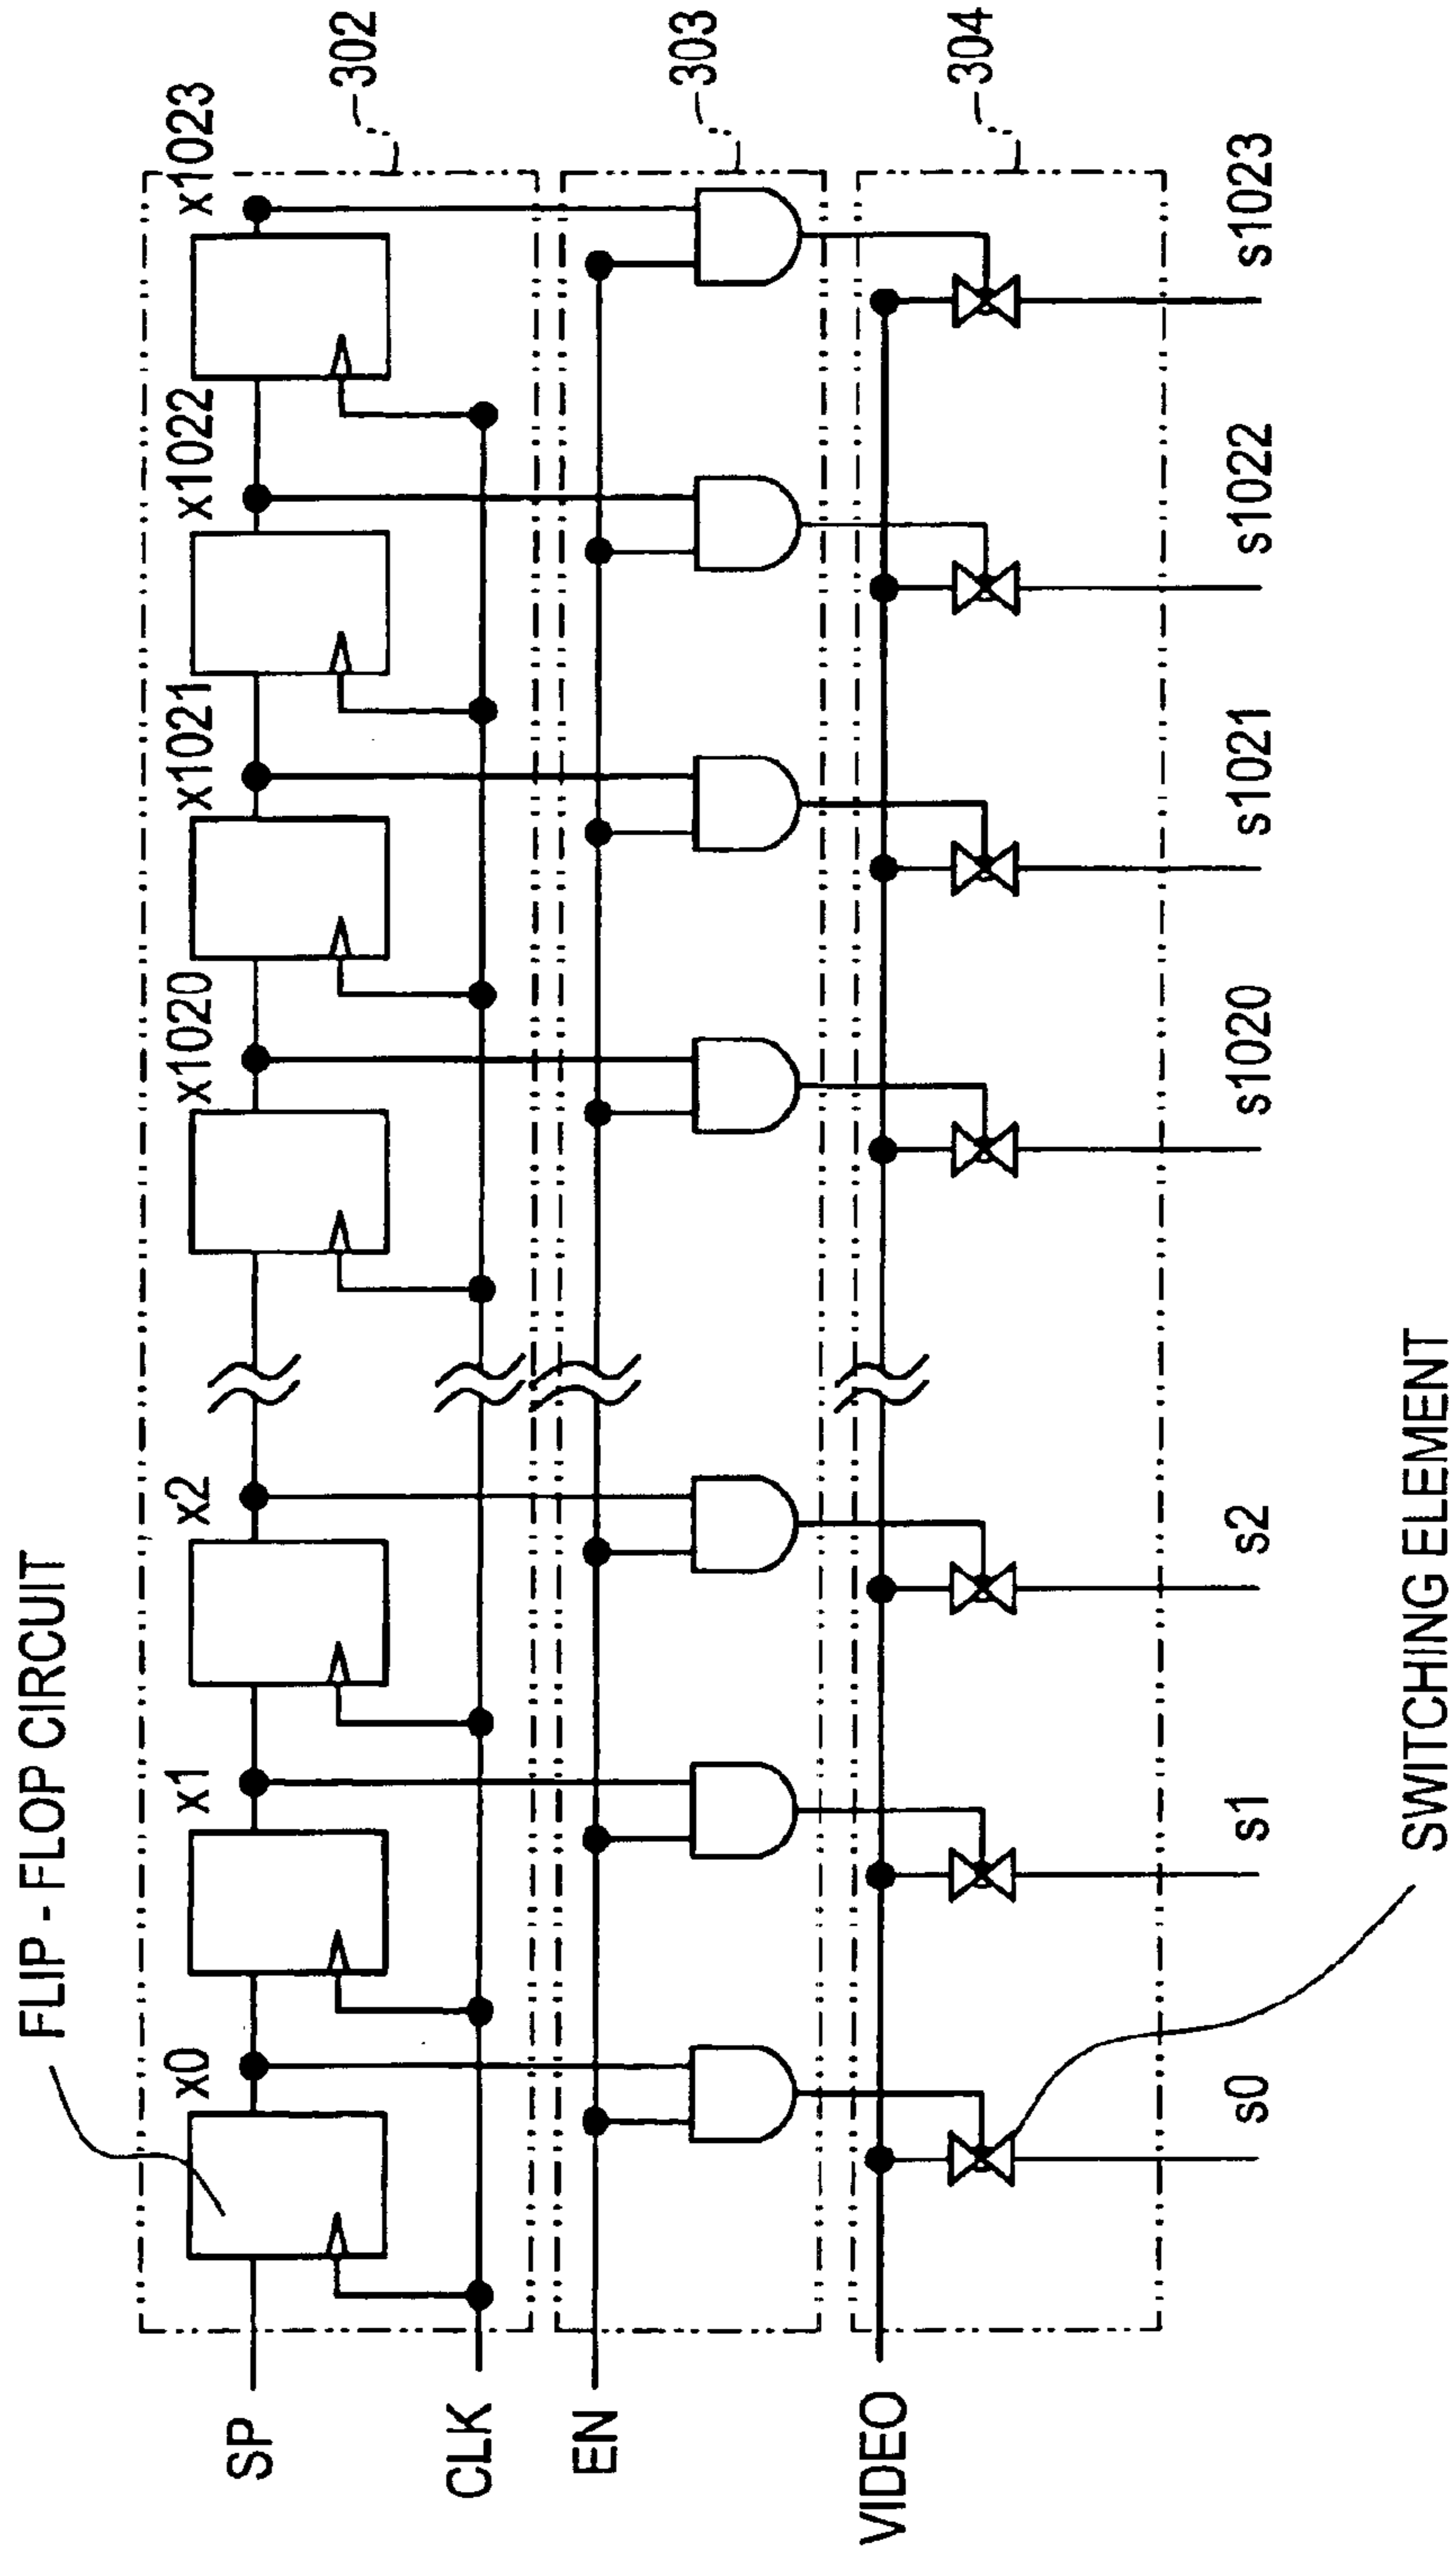 FLIP - FLOP CIRCUIT
x0
x1
x2
x1020
x1021
x1022
x1023
302
303
304
SP
CLK
EN
VIDEO
s0
s1
s2
s1020
s1021
s1022
s1023
SWITCHING ELEMENT